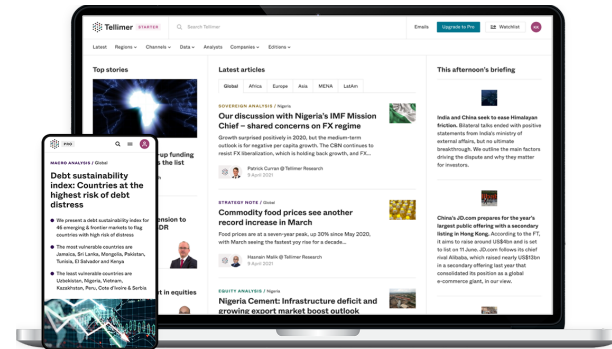 Tellimer STARTER
Search Tellimer
Emails
Upgrade to Pro
Watchlist
Latest Regions Channels Data Analysts Companies Editions
Top stories
-up funding
s the list
ension to
DR
t in equities
Latest articles
Global Africa Europe Asia MENA LatAm
SOVEREIGN ANALYSIS / Nigeria
Our discussion with Nigeria's IMF Mission
Chief – shared concerns on FX regime
Growth surprised positively in 2020, but the medium-term
outlook is for negative per capita growth. The CBN continues to
resist FX liberalization, which is holding back growth, and FX...
Patrick Curran @ Tellimer Research
9 April 2021
STRATEGY NOTE / Global
Commodity food prices see another
record increase in March
Food prices are at a seven-year peak, up 30% since May 2020,
with March seeing the fastest yoy rise for a decade...
Hasnain Malik @ Tellimer Research
9 April 2021
EQUITY ANALYSIS / Nigeria
Nigeria Cement: Infrastructure deficit and
growing export market boost outlook
This afternoon's briefing
India and China seek to ease Himalayan
friction. Bilateral talks ended with positive
statements from India's ministry of
external affairs, but no ultimate
breakthrough. We outline the main factors
driving the dispute and why they matter
for investors.
China's JD.com prepares for the year's
largest public offering with a secondary
listing in Hong Kong. According to the FT,
it aims to raise around US$4bn and is set
to list on 11 June. JD.com follows its chief
rival Alibaba, which raised nearly US$13bn
in a secondary offering last year that
consolidated its position as a global
e-commerce giant, in our view.
PRO
MACRO ANALYSIS / Global
Debt sustainability
index: Countries at the
highest risk of debt
distress
We present a debt sustainability index for
46 emerging & frontier markets to flag
countries with high risk of distress
The most vulnerable countries are
Jamaica, Sri Lanka, Mongolia, Pakistan,
Tunisia, El Salvador and Kenya
The least vulnerable countries are
Uzbekistan, Nigeria, Vietnam,
Kazakhstan, Peru, Cote d'Ivoire & Serbia